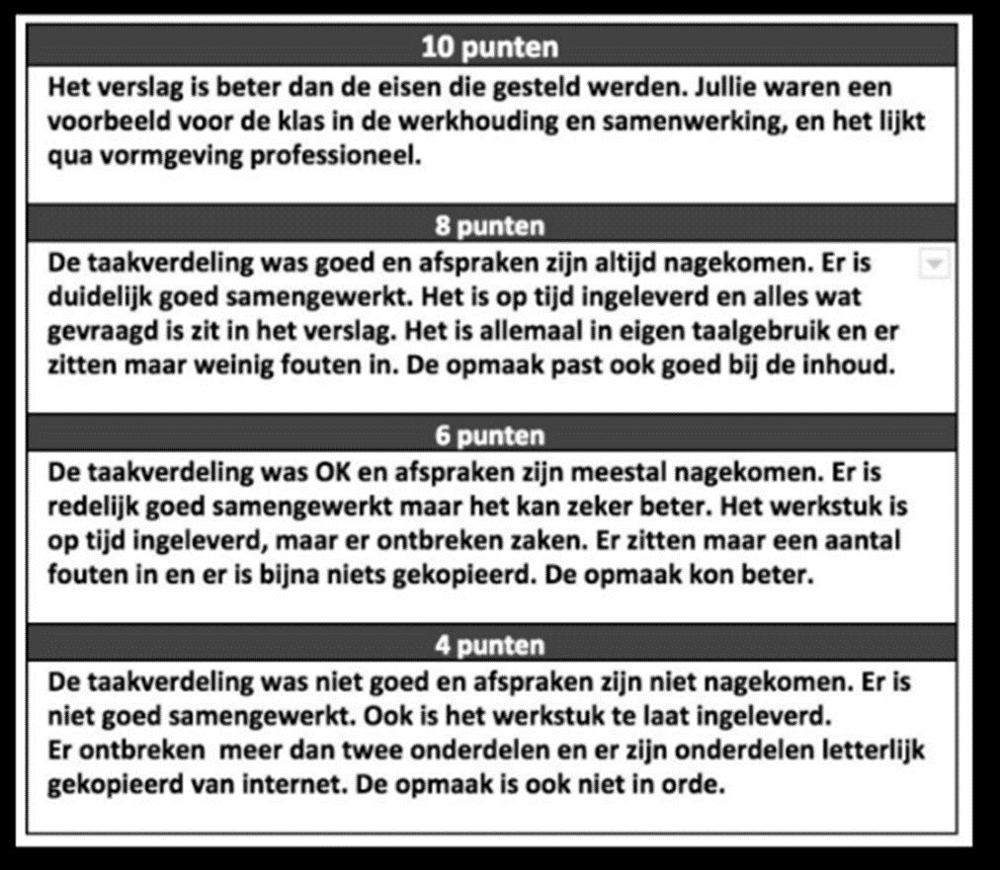 10 punten
Het verslag is beter dan de eisen die gesteld werden. Jullie waren een
voorbeeld voor de klas in de werkhouding en samenwerking, en het lijkt
qua vormgeving professioneel.
8 punten
De taakverdeling was goed en afspraken zijn altijd nagekomen. Er is
duidelijk goed samengewerkt. Het is op tijd ingeleverd en alles wat
gevraagd is zit in het verslag. Het is allemaal in eigen taalgebruik en er
zitten maar weinig fouten in. De opmaak past ook goed bij de inhoud.
6 punten
De taakverdeling was OK en afspraken zijn meestal nagekomen. Er is
redelijk goed samengewerkt maar het kan zeker beter. Het werkstuk is
op tijd ingeleverd, maar er ontbreken zaken. Er zitten maar een aantal
fouten in en er is bijna niets gekopieerd. De opmaak kon beter.
4 punten
De taakverdeling was niet goed en afspraken zijn niet nagekomen. Er is
niet goed samengewerkt. Ook is het werkstuk te laat ingeleverd.
Er ontbreken  meer dan twee onderdelen en er zijn onderdelen letterlijk
gekopieerd van internet. De opmaak is ook niet in orde.